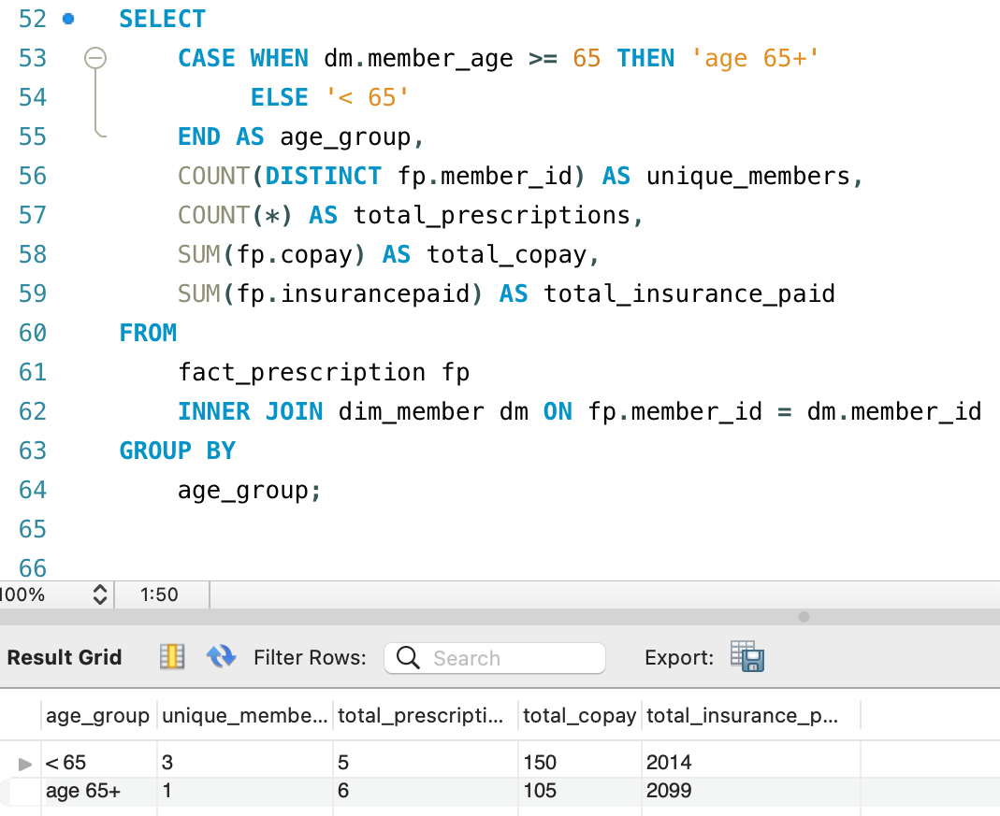 52 SELECT
53 CASE WHEN dm.member_age >= 65 THEN 'age 65+'
54 ELSE '< 65'
55 END AS age_group,
56 COUNT(DISTINCT fp.member_id) AS unique_members,
57 COUNT(*) AS total_prescriptions,
58 SUM(fp.copay) AS total_copay,
59 SUM(fp.insurancepaid) AS total_insurance_paid
60 FROM
61 fact_prescription fp
62 INNER JOIN dim_member dm ON fp.member_id = dm.member_id
63 GROUP BY
64 age_group;
65
66
100% 1:50
Result Grid Filter Rows: Search Export:
age_group unique_membe... total_prescripti... total_copay total_insurance_p...
< 65 3 5 150 2014
age 65+ 1 6 105 2099